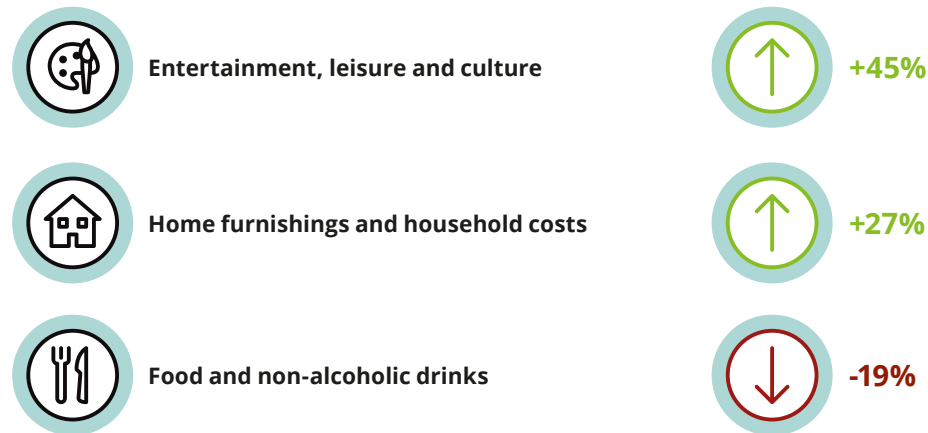 Entertainment, leisure and culture +45%
Home furnishings and household costs +27%
Food and non-alcoholic drinks -19%